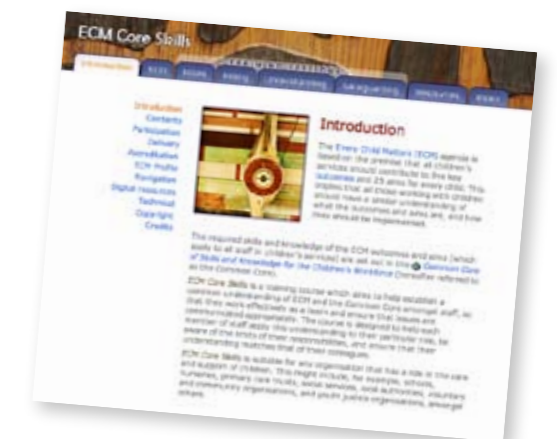 ECM Core Skills
Introduction
Introduction
Contents
Participation
Delivery
Accreditation
ECM Profile
Navigation
Digital resources
Technical
Copyright
Credits
Introduction
The Every Child Matters (ECM) agenda is
based on the premise that all children's
services should contribute to five key
outcomes and 25 aims for every child. This
implies that all those working with children
should have a similar understanding of
what the outcomes and aims are, and how
they should be implemented.
The required skills and knowledge of the ECM outcomes and aims (which
apply to all staff in children's services) are set out in the Common Core
of Skills and Knowledge for the Children's Workforce (hereafter referred to
as the Common Core).
ECM Core Skills is a training course which aims to help establish a
common understanding of ECM and the Common Core amongst staff, so
that they work effectively as a team and ensure that issues are
communicated appropriately. The course is designed to help each
member of staff apply this understanding to their particular role, be
aware of the limits of their responsibilities, and ensure that their
understanding matches that of their colleagues.
ECM Core Skills is suitable for any organisation that has a role in the care
and support of children. This might include, for example, schools,
nurseries, primary care trusts, social services, local authorities, voluntary
and community organisations, and youth justice organisations, amongst
others.